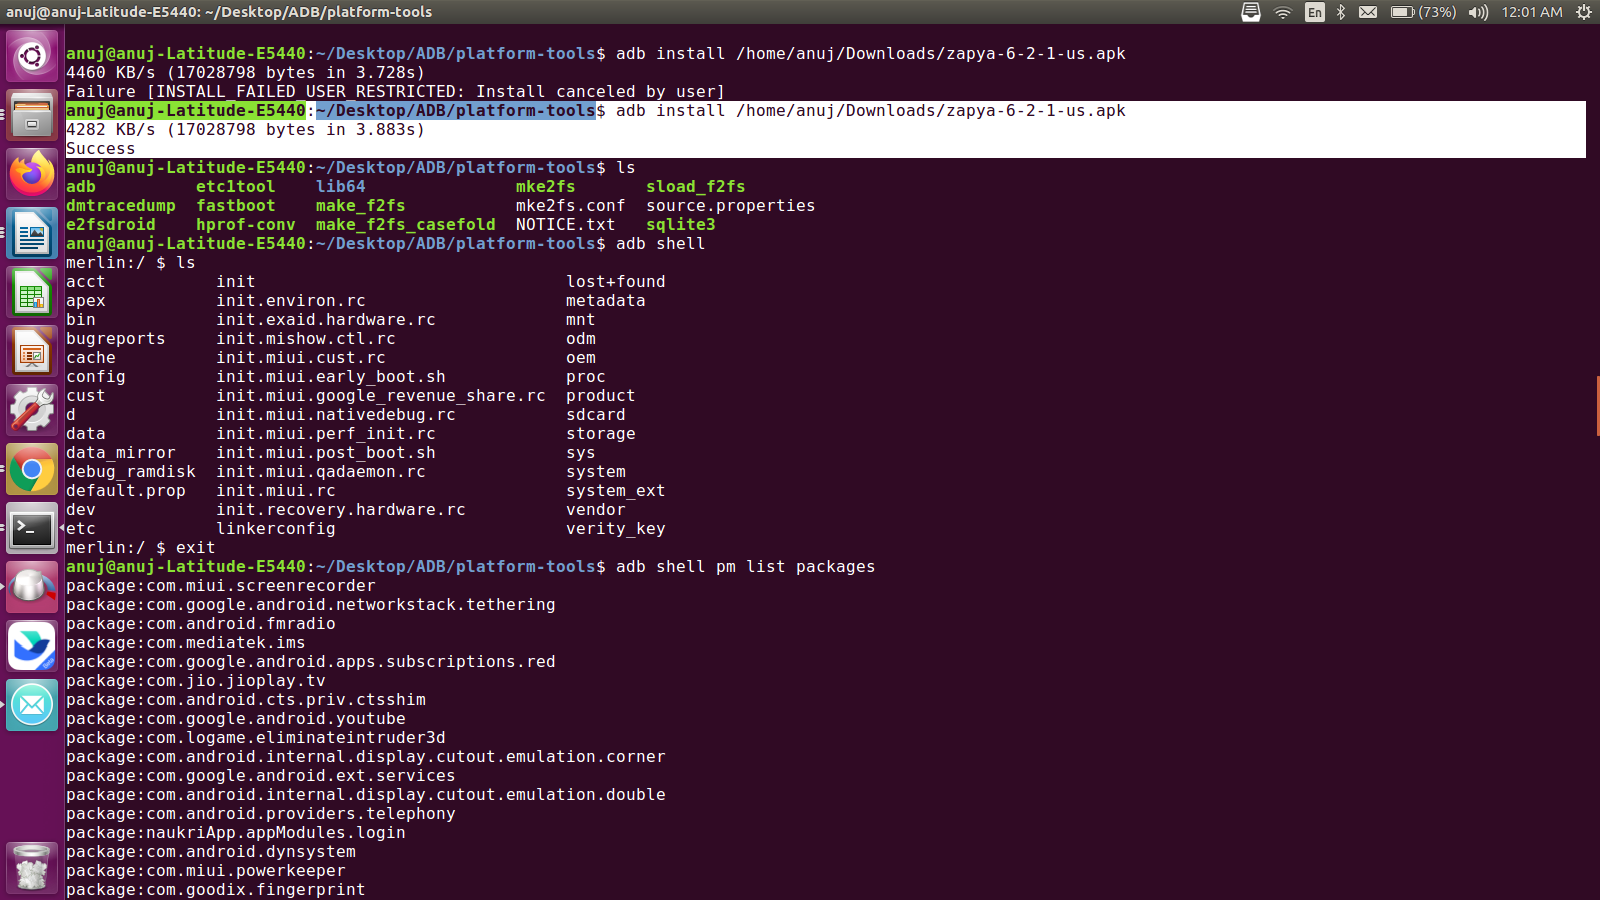 anuj@anuj-Latitude-E5440: ~/Desktop/ADB/platform-tools En (73%) 12:01 AM
anuj@anuj-Latitude-E5440:~/Desktop/ADB/platform-tools$ adb install /home/anuj/Downloads/zapya-6-2-1-us.apk
4460 KB/s (17028798 bytes in 3.728s)
Failure [INSTALL_FAILED_USER_RESTRICTED: Install canceled by user]
anuj@anuj-Latitude-E5440:~/Desktop/ADB/platform-tools$ adb install /home/anuj/Downloads/zapya-6-2-1-us.apk
4282 KB/s (17028798 bytes in 3.883s)
Success
anuj@anuj-Latitude-E5440:~/Desktop/ADB/platform-tools$ ls
adb etc1tool lib64 mke2fs sload_f2fs
dmtracedump fastboot make_f2fs mke2fs.conf source.properties
e2fsdroid hprof-conv make_f2fs_casefold NOTICE.txt sqlite3
anuj@anuj-Latitude-E5440:~/Desktop/ADB/platform-tools$ adb shell
merlin:/ $ ls
acct init lost+found
apex init.environ.rc metadata
bin init.exaid.hardware.rc mnt
bugreports init.mishow.ctl.rc odm
cache init.miui.cust.rc oem
config init.miui.early_boot.sh proc
cust init.miui.google_revenue_share.rc product
d init.miui.nativedebug.rc sdcard
data init.miui.perf_init.rc storage
data_mirror init.miui.post_boot.sh sys
debug_ramdisk init.miui.qadaemon.rc system
default.prop init.miui.rc system_ext
dev init.recovery.hardware.rc vendor
etc linkerconfig verity_key
merlin:/ $ exit
anuj@anuj-Latitude-E5440:~/Desktop/ADB/platform-tools$ adb shell pm list packages
package:com.miui.screenrecorder
package:com.google.android.networkstack.tethering
package:com.android.fmradio
package:com.mediatek.ims
package:com.google.android.apps.subscriptions.red
package:com.jio.jioplay.tv
package:com.android.cts.priv.ctsshim
package:com.google.android.youtube
package:com.logame.eliminateintruder3d
package:com.android.internal.display.cutout.emulation.corner
package:com.google.android.ext.services
package:com.android.internal.display.cutout.emulation.double
package:com.android.providers.telephony
package:naukriApp.appModules.login
package:com.android.dynsystem
package:com.miui.powerkeeper
package:com.goodix.fingerprint